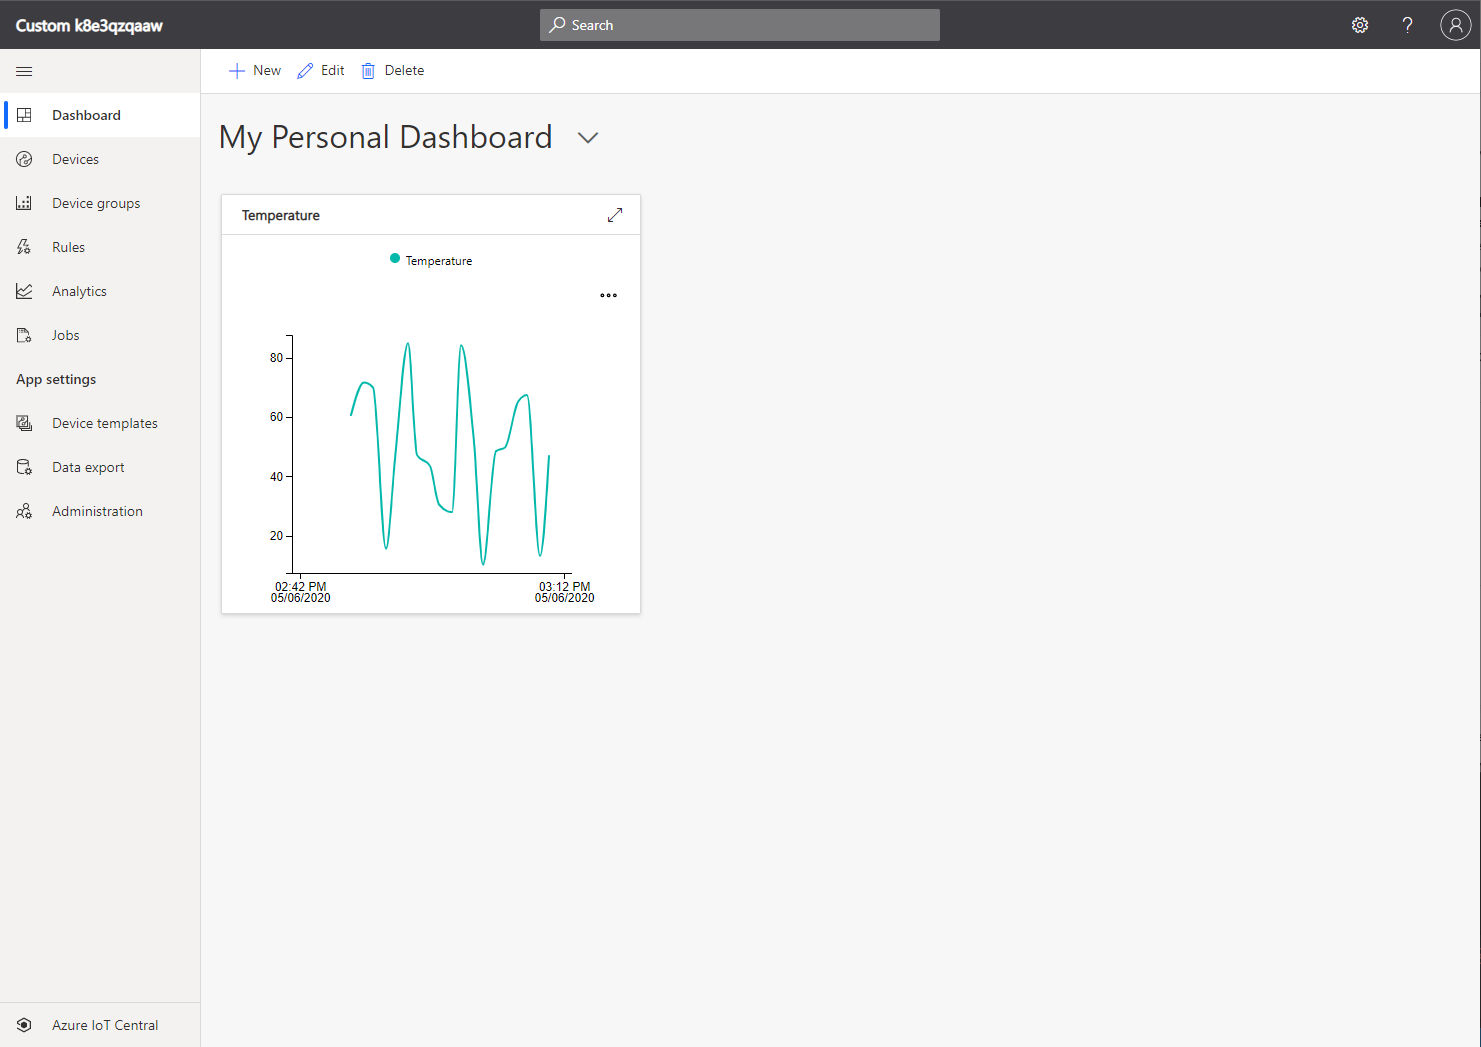 Custom k8e3qzqaaw
Search
?
New
Edit
Delete
Dashboard
Devices
Device groups
Rules
Analytics
Jobs
App settings
Device templates
Data export
Administration
Azure IoT Central
My Personal Dashboard
Temperature
Temperature
80
60
40
20
02:42 PM
05/06/2020
03:12 PM
05/06/2020